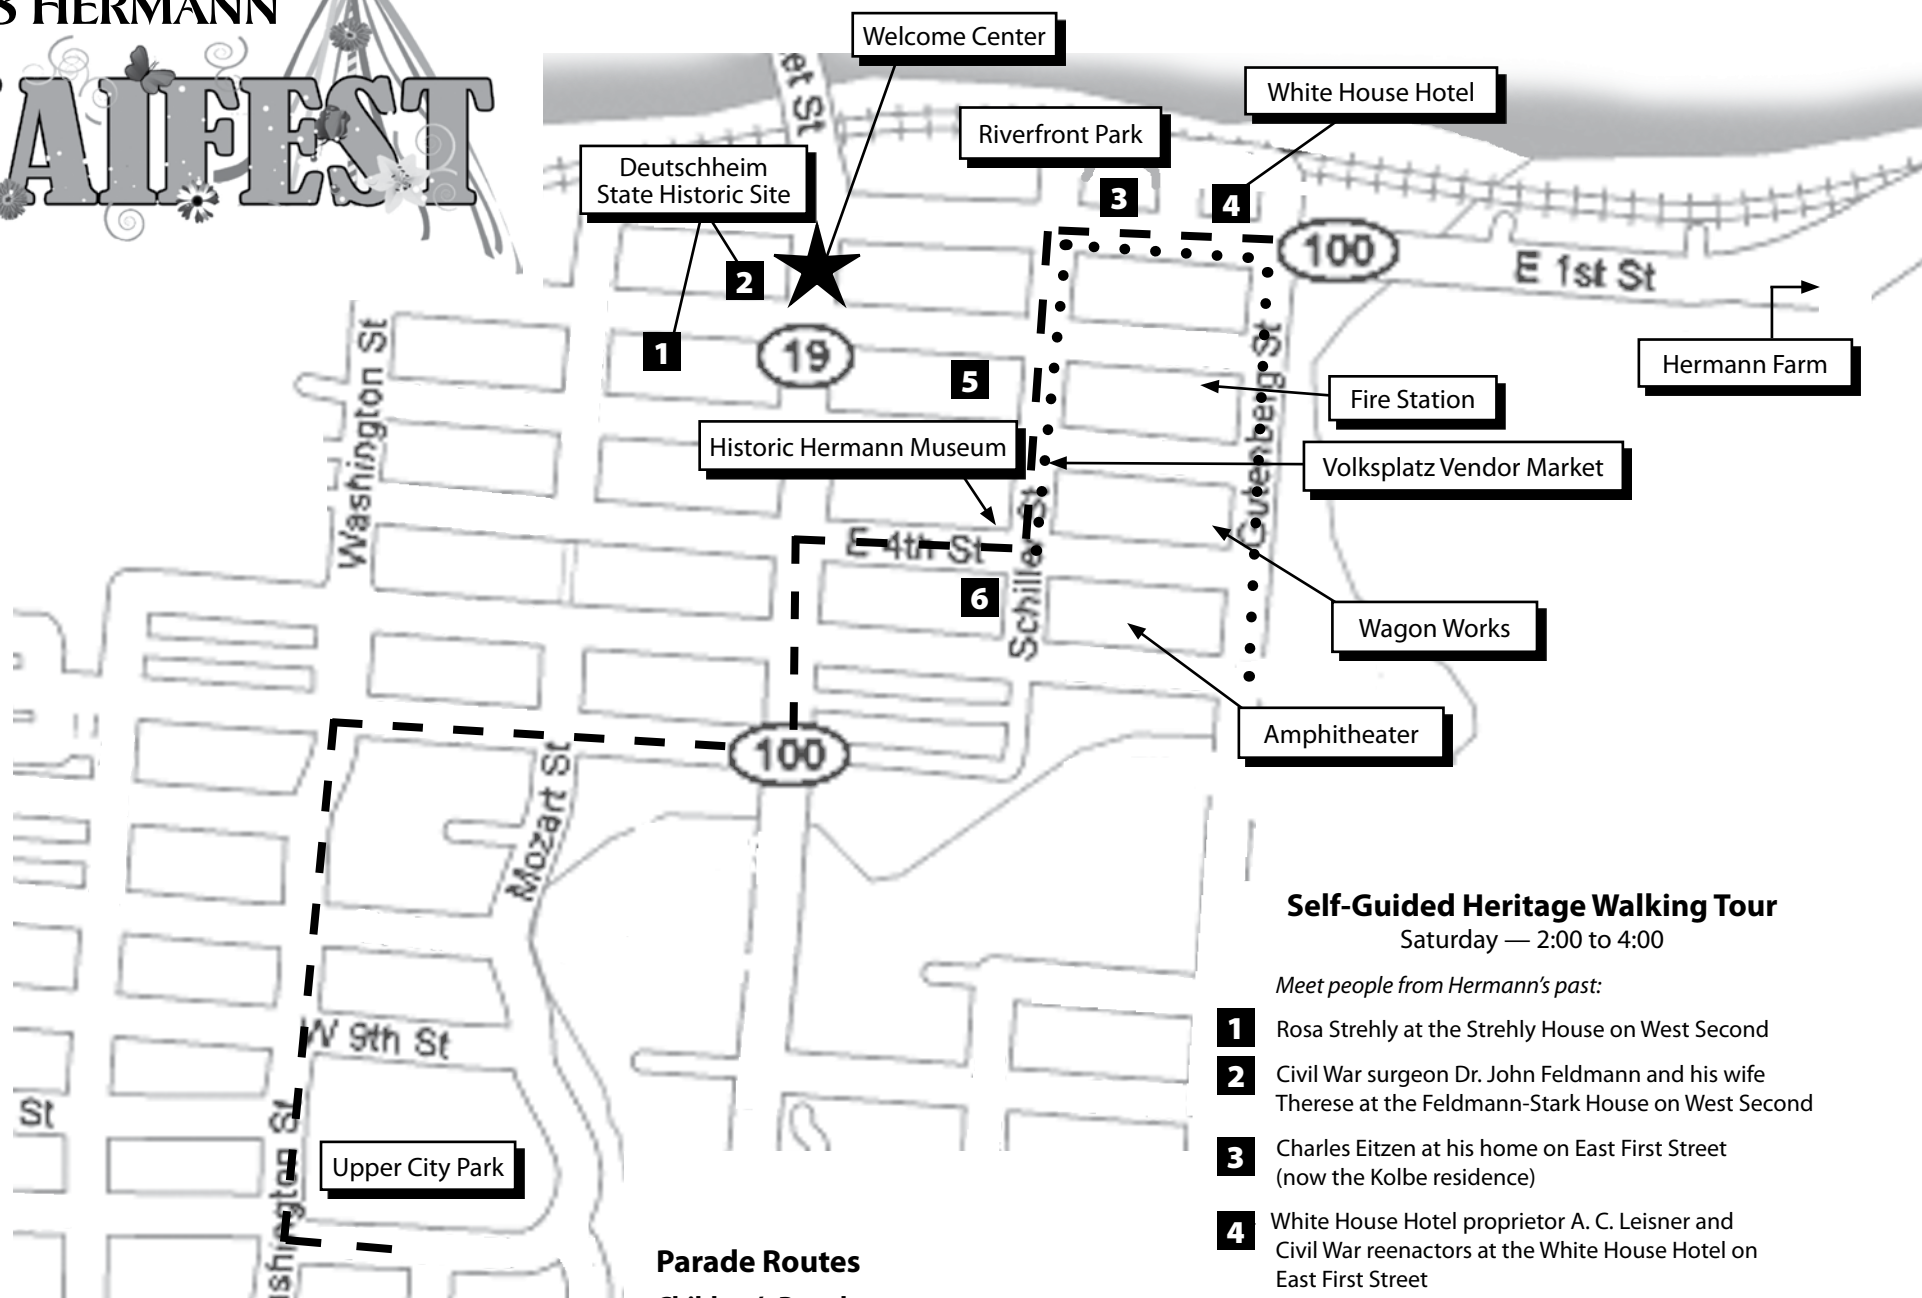 HERMANN
AIFEST
Welcome Center
et St
White House Hotel
Riverfront Park
Deutschheim
State Historic Site
3
4
2
100
E 1st St
1
19
5
Hermann Farm
Fire Station
Washington St
Gutenberg St
Historic Hermann Museum
Volksplatz Vendor Market
E 4th St
Schiller St
6
Wagon Works
Amphitheater
100
Mozart St
W 9th St
St
Upper City Park
shington St
Self-Guided Heritage Walking Tour
Saturday — 2:00 to 4:00
Meet people from Hermann's past:
1 Rosa Strehly at the Strehly House on West Second
2 Civil War surgeon Dr. John Feldmann and his wife
Therese at the Feldmann-Stark House on West Second
3 Charles Eitzen at his home on East First Street
(now the Kolbe residence)
4 White House Hotel proprietor A. C. Leisner and
Civil War reenactors at the White House Hotel on
East First Street
Parade Routes